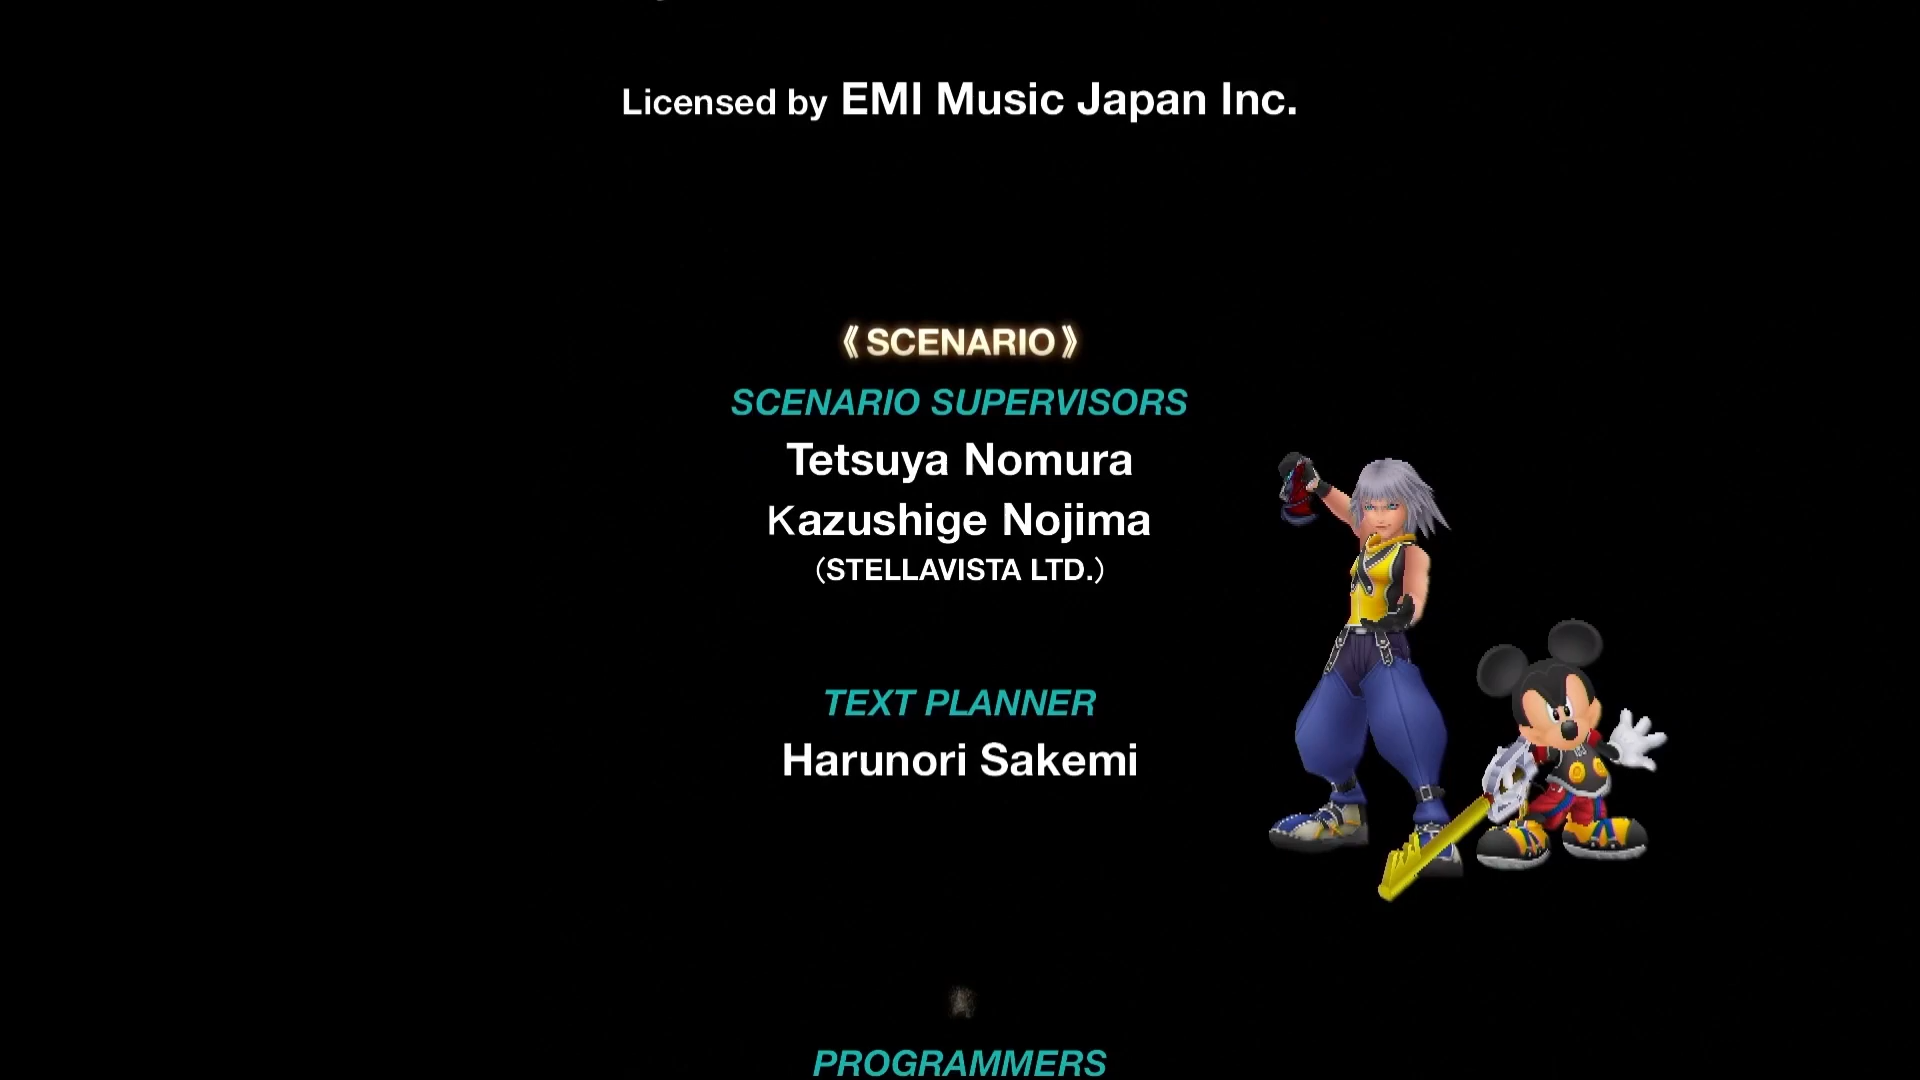 Licensed by EMI Music Japan Inc.
《SCENARIO》
SCENARIO SUPERVISORS
Tetsuya Nomura
Kazushige Nojima
(STELLAVISTA LTD.)
TEXT PLANNER
Harunori Sakemi
PROGRAMMERS